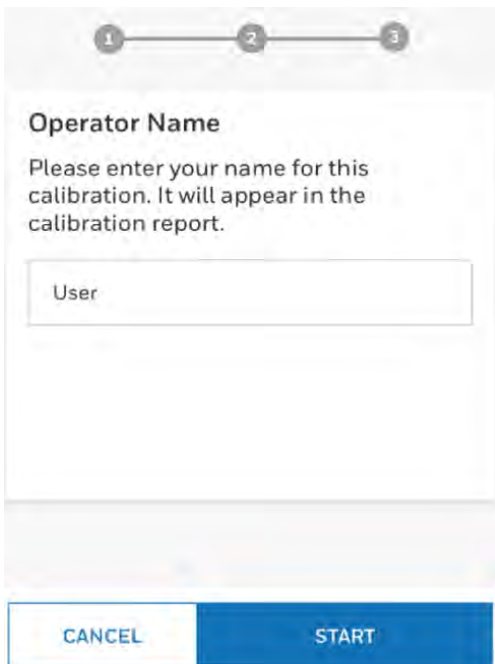 1 2 3
Operator Name
Please enter your name for this
calibration. It will appear in the
calibration report.
User
CANCEL START